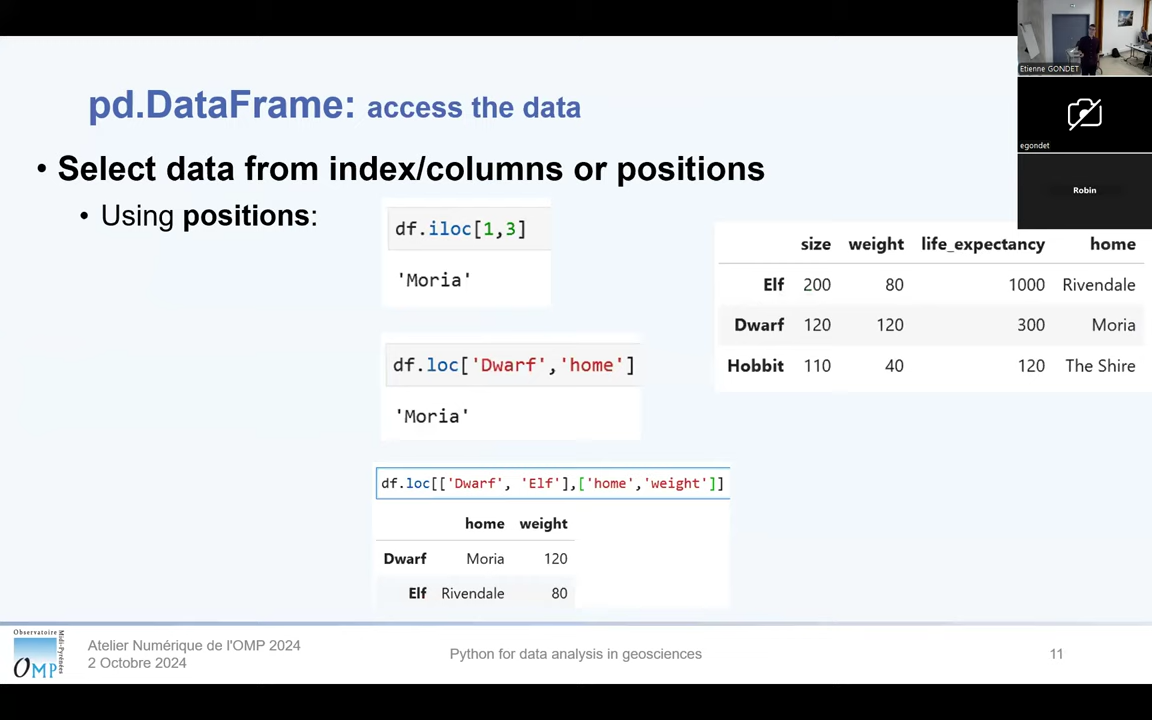 pd.DataFrame: access the data
• Select data from index/columns or positions
• Using positions:
df.iloc[1,3]
'Moria'
df.loc['Dwarf','home']
'Moria'
df.loc[['Dwarf', 'Elf'],['home','weight']]
home weight
Dwarf Moria 120
Elf Rivendale 80
size weight life_expectancy home
Elf 200 80 1000 Rivendale
Dwarf 120 120 300 Moria
Hobbit 110 40 120 The Shire
Etienne GONDET
egondet
Robin
Observatoire
Midi-Pyrénées
OMP
Atelier Numérique de l'OMP 2024
2 Octobre 2024
Python for data analysis in geosciences
11